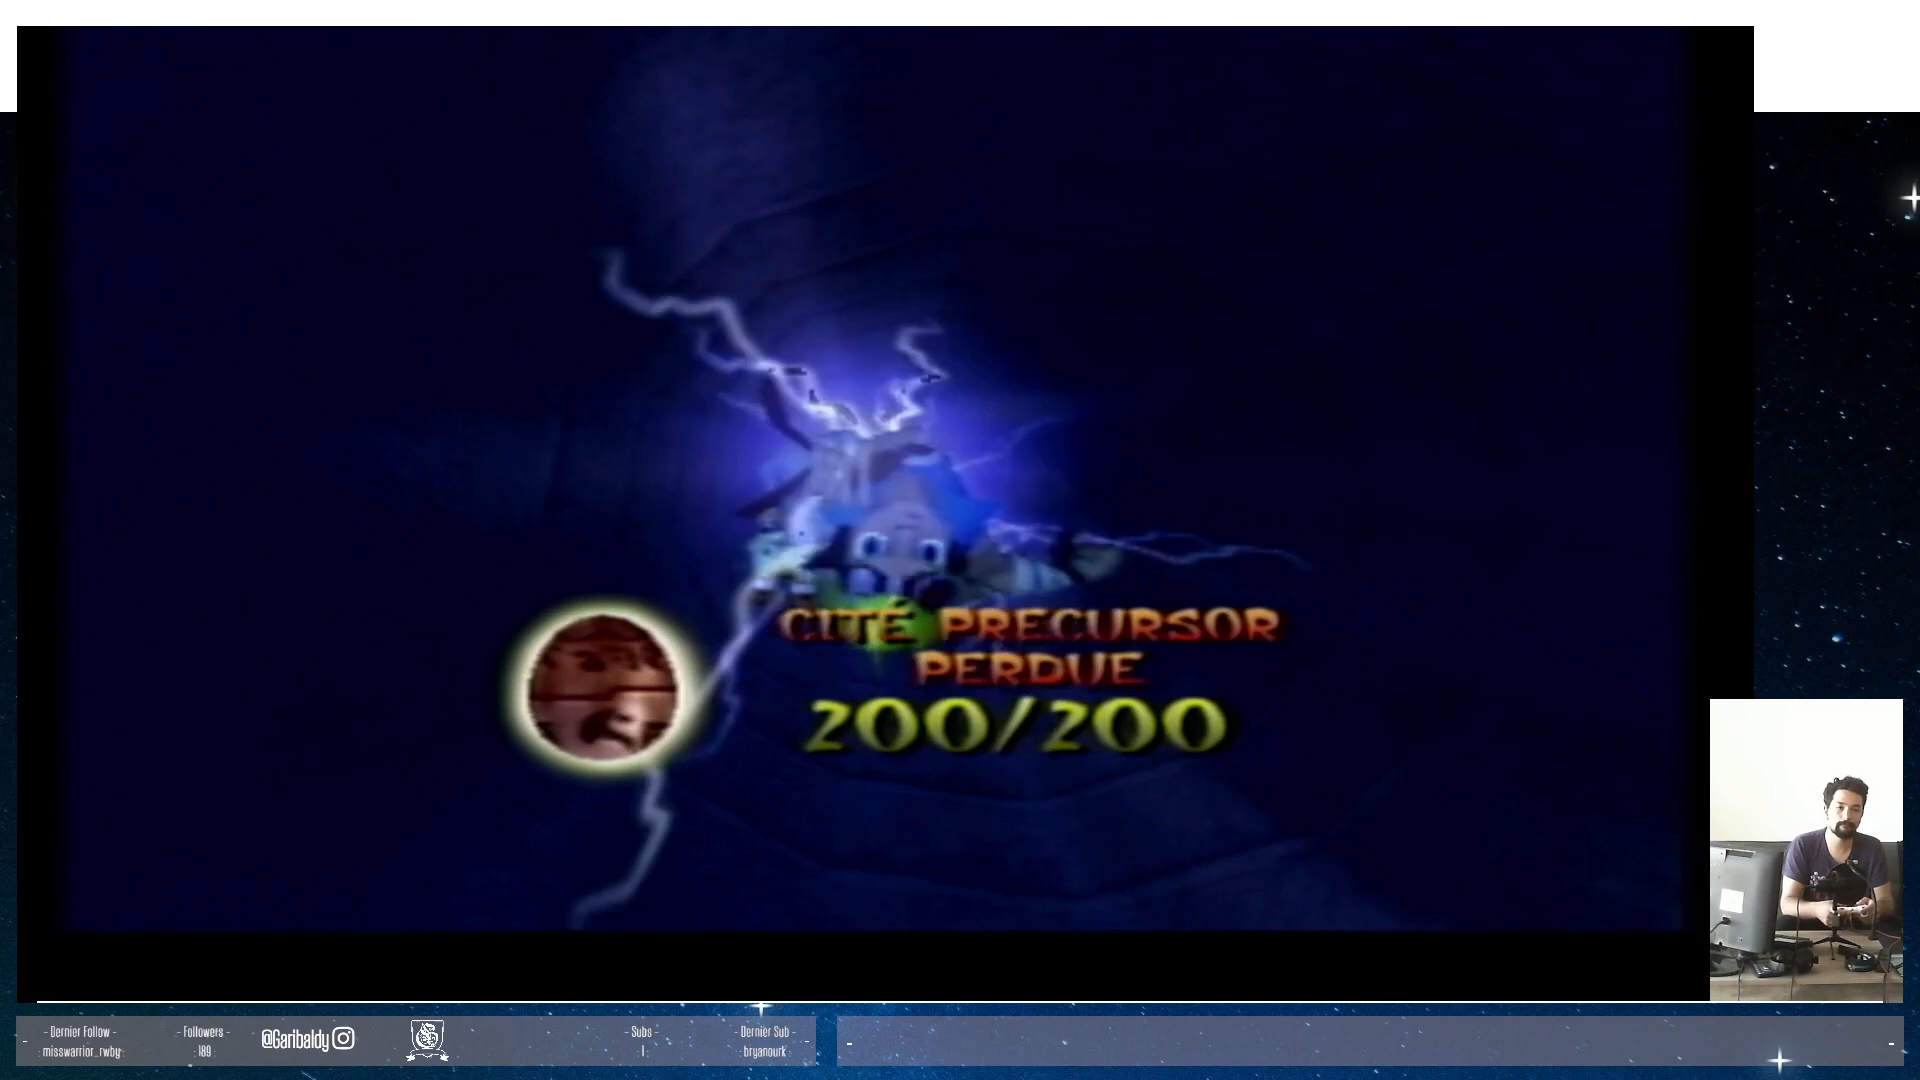 CITÉ PRECURSOR
PERDUE
200/200
- Dernier Follow -
: misswarrior_rwby :
- Followers -
: 189 :
@Garibaldy
- Subs -
: 1 :
- Dernier Sub -
: bryanourk :